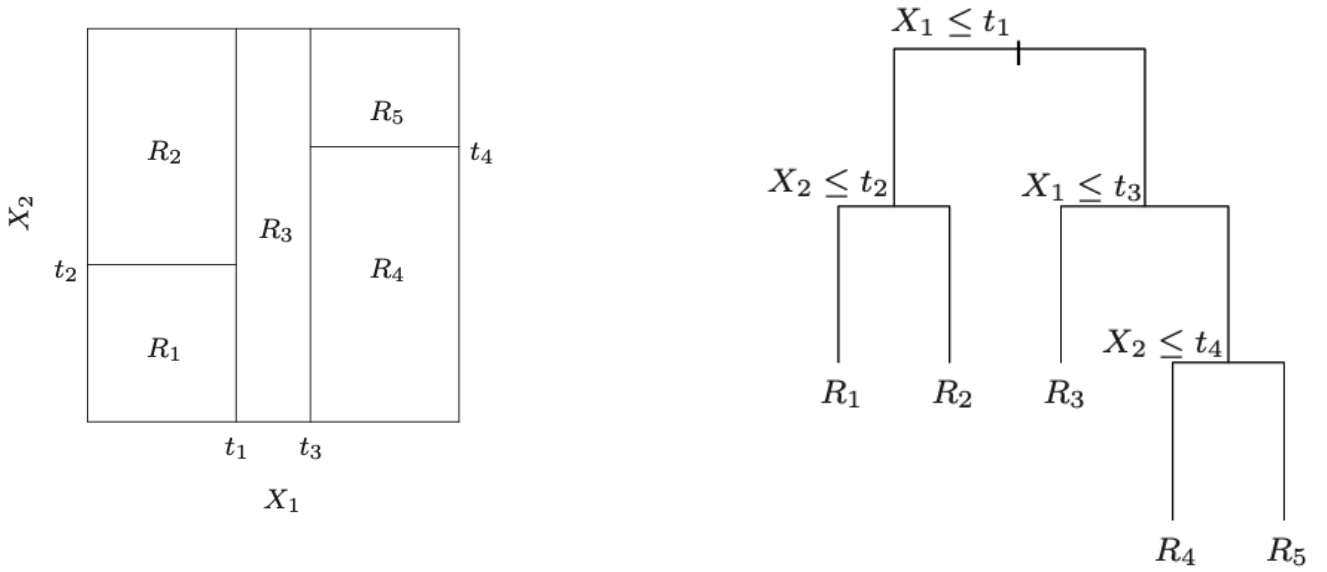 R₅
R₂
t₄
X₂
R₃
t₂
R₄
R₁
t₁ t₃
X₁
X₁ ≤ t₁
X₂ ≤ t₂
X₁ ≤ t₃
R₁ R₂ R₃
X₂ ≤ t₄
R₄ R₅